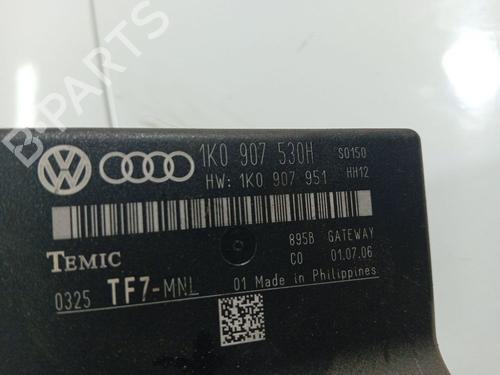 1K0 907 530H S0150
HW: 1K0 907 951 HH12
TEMIC 895B GATEWAY
C0 01.07.06
0325 TF7-MNL 01 Made in Philippines